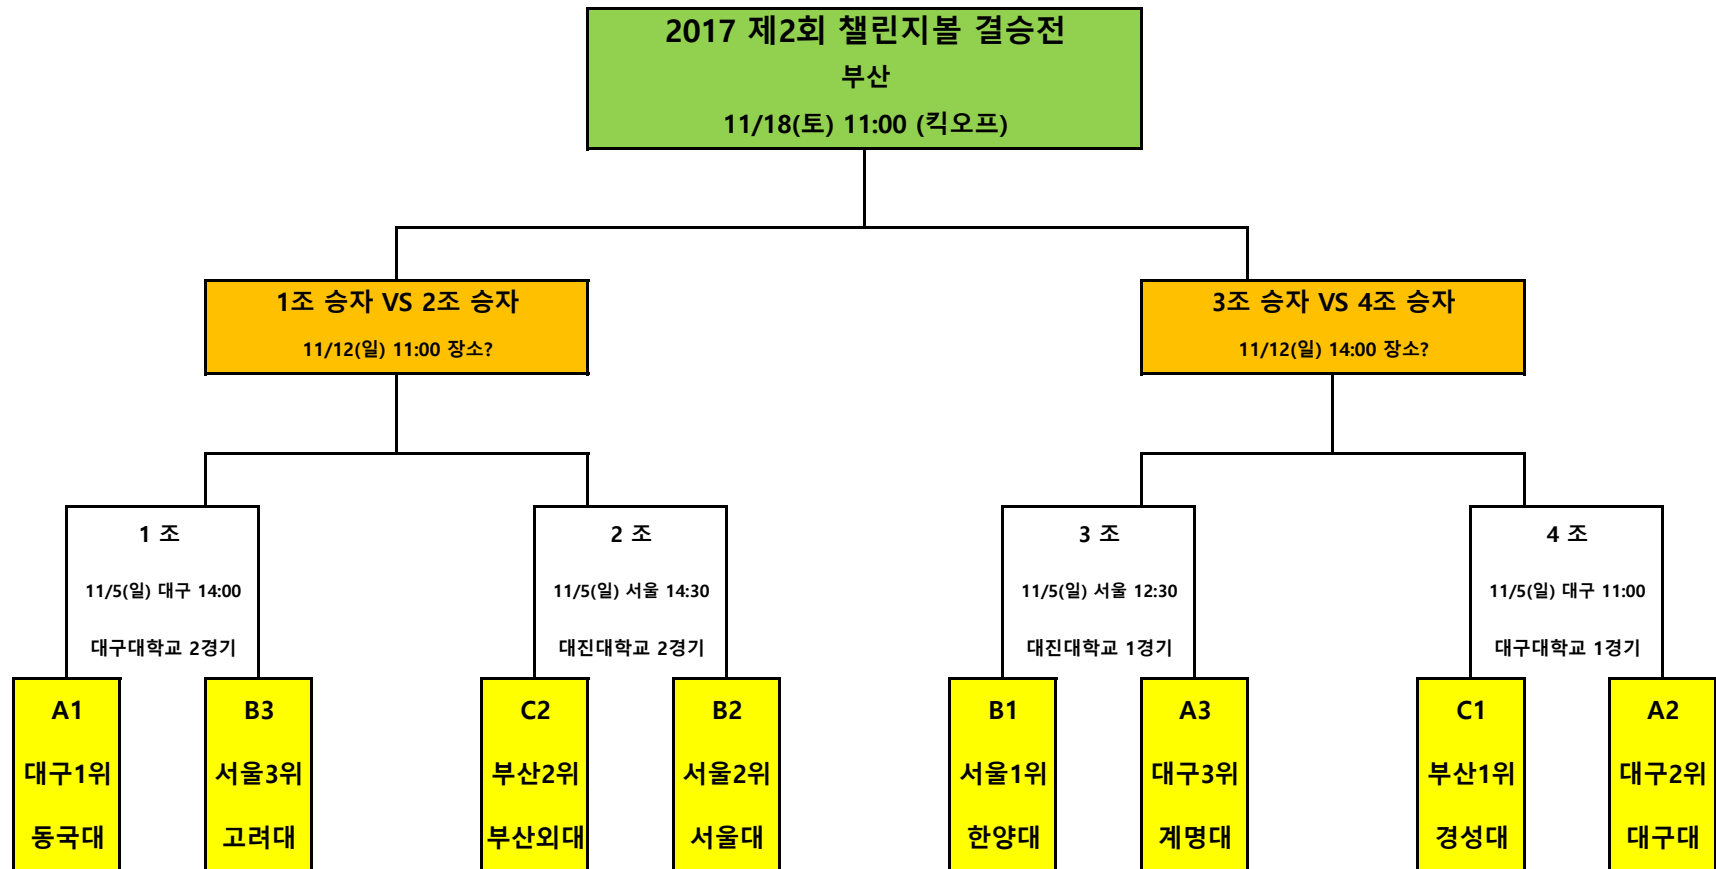 2017 제2회 챌린지볼 결승전
부산
11/18(토) 11:00 (킥오프)
1조 승자 VS 2조 승자
11/12(일) 11:00 장소?
3조 승자 VS 4조 승자
11/12(일) 14:00 장소?
1 조
11/5(일) 대구 14:00
대구대학교 2경기
2 조
11/5(일) 서울 14:30
대진대학교 2경기
3 조
11/5(일) 서울 12:30
대진대학교 1경기
4 조
11/5(일) 대구 11:00
대구대학교 1경기
A1
대구1위
동국대
B3
서울3위
고려대
C2
부산2위
부산외대
B2
서울2위
서울대
B1
서울1위
한양대
A3
대구3위
계명대
C1
부산1위
경성대
A2
대구2위
대구대